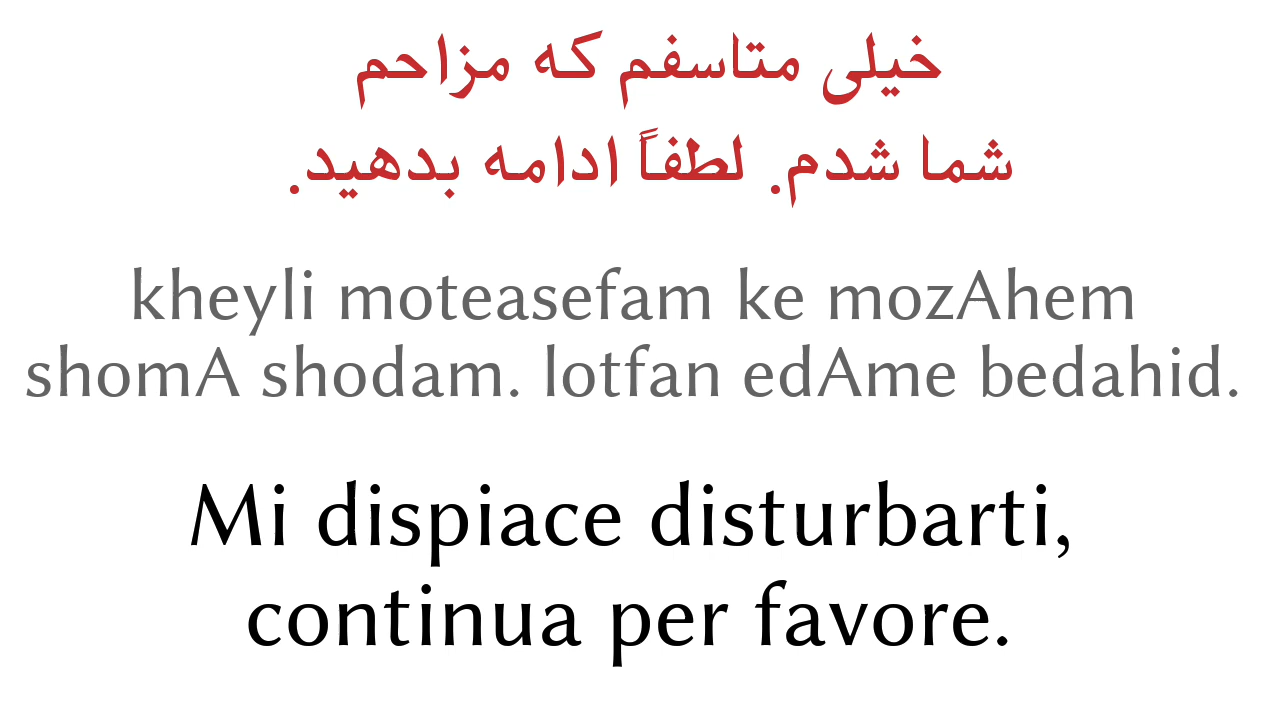 خیلی متاسفم که مزاحم
شما شدم. لطفاً ادامه بدهید.
kheyli moteasefam ke mozAhem
shomA shodam. lotfan edAme bedahid.
Mi dispiace disturbarti,
continua per favore.